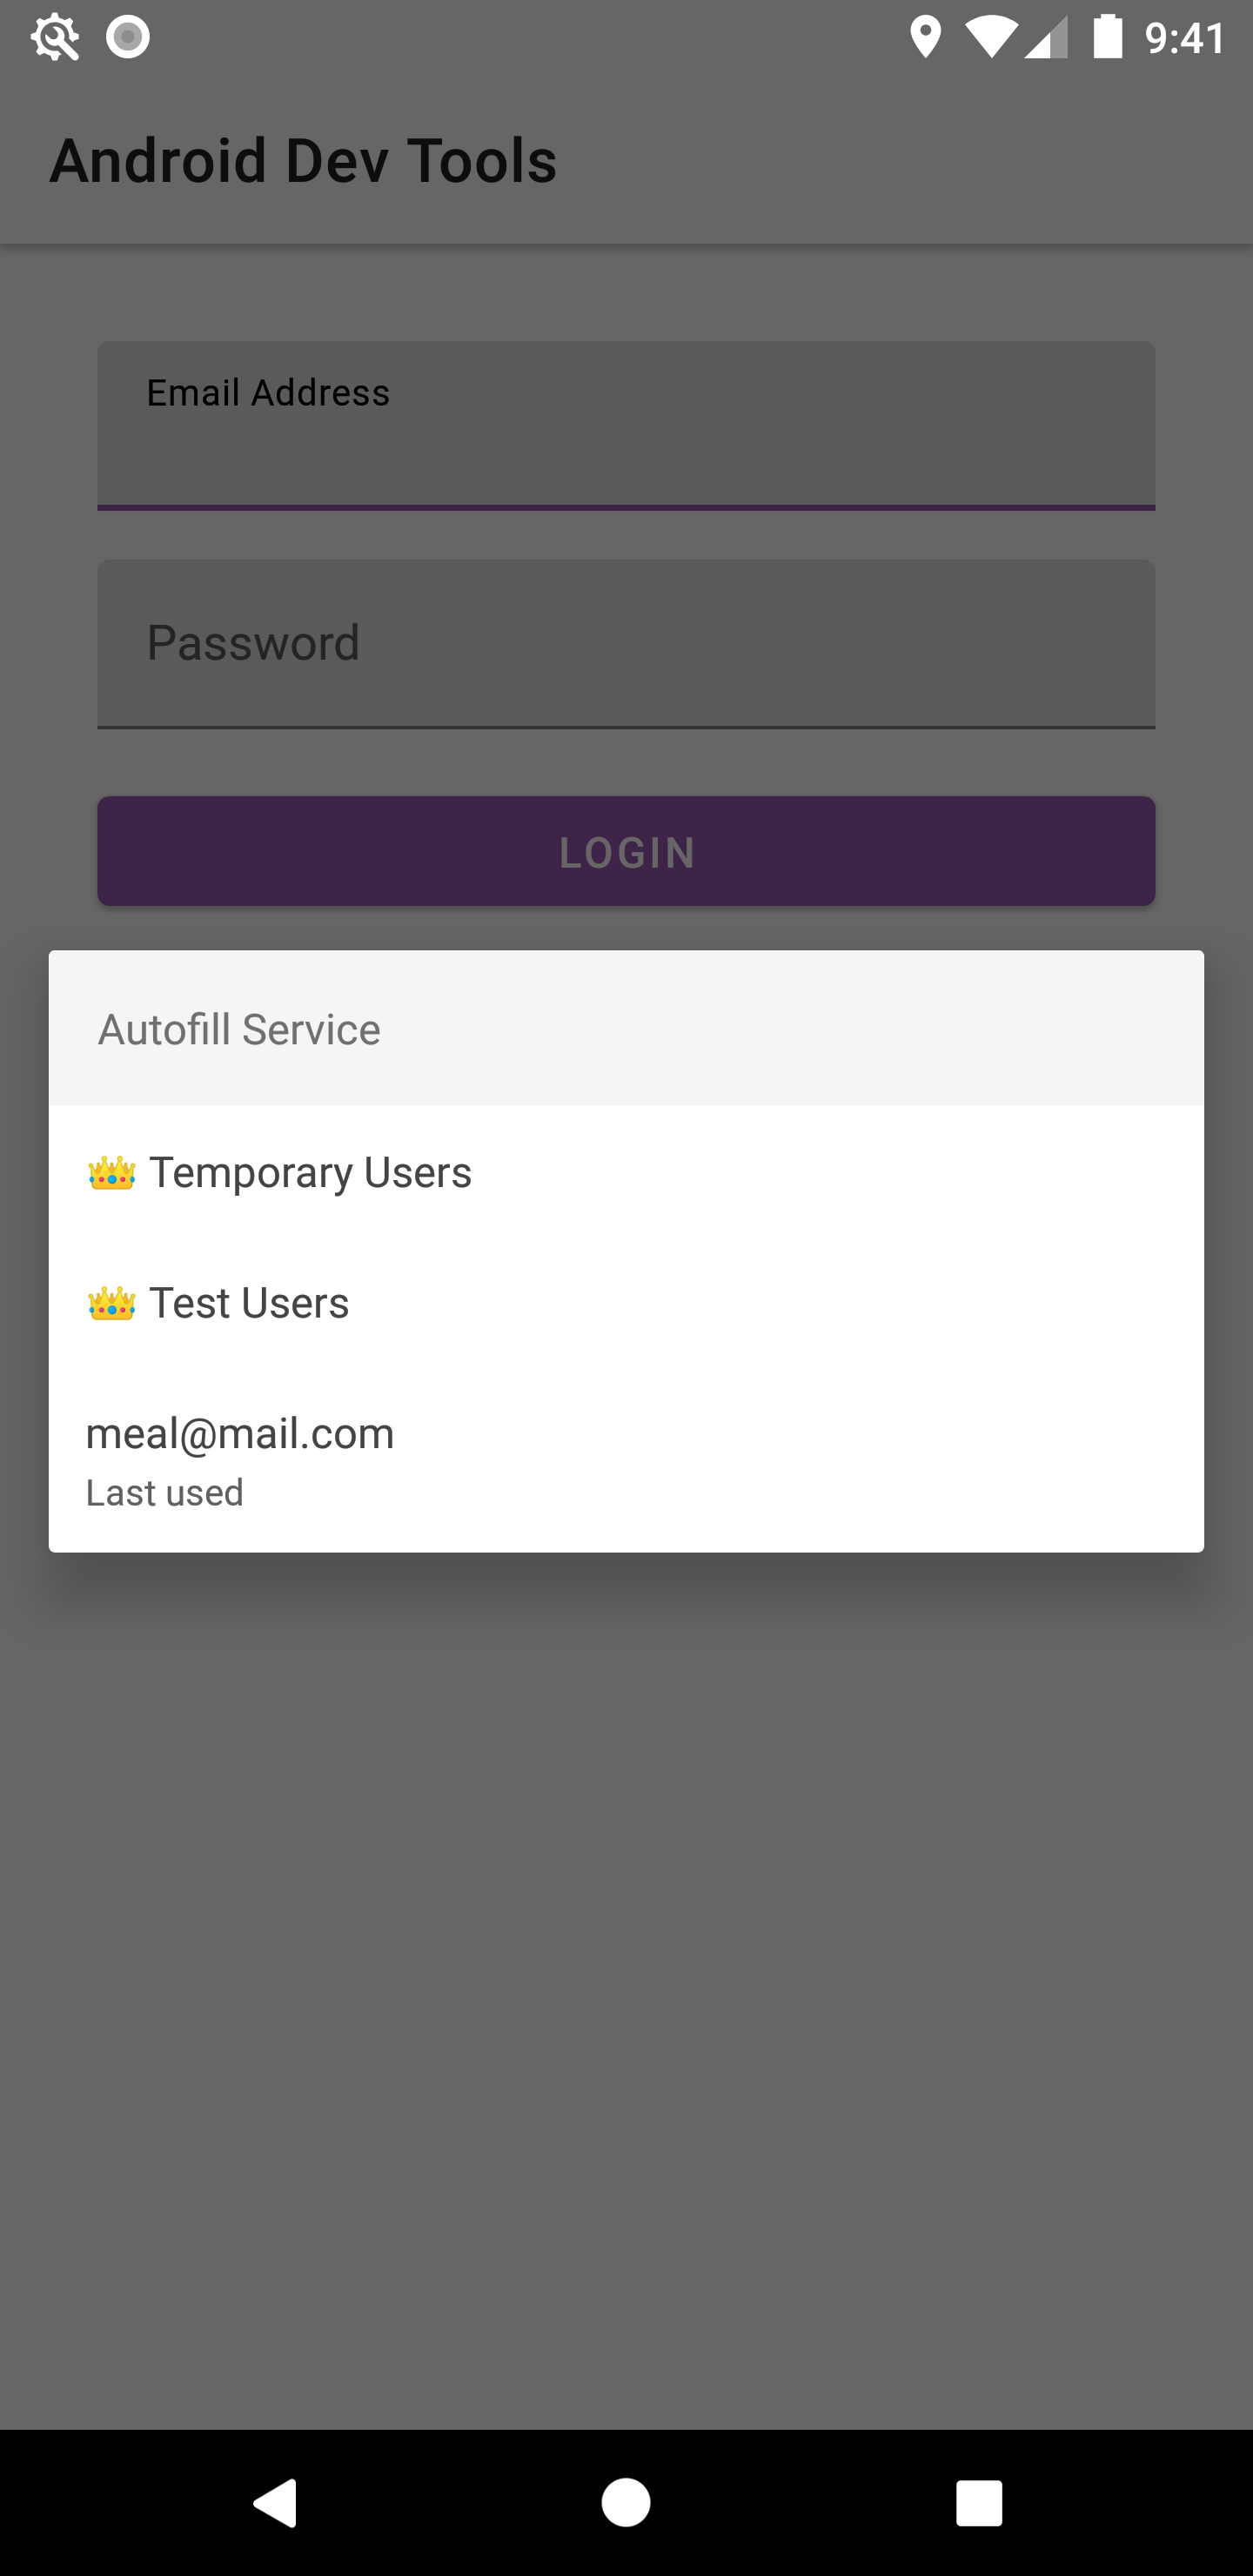 9:41
Android Dev Tools
Email Address
Password
LOGIN
Autofill Service
👑 Temporary Users
👑 Test Users
meal@mail.com
Last used